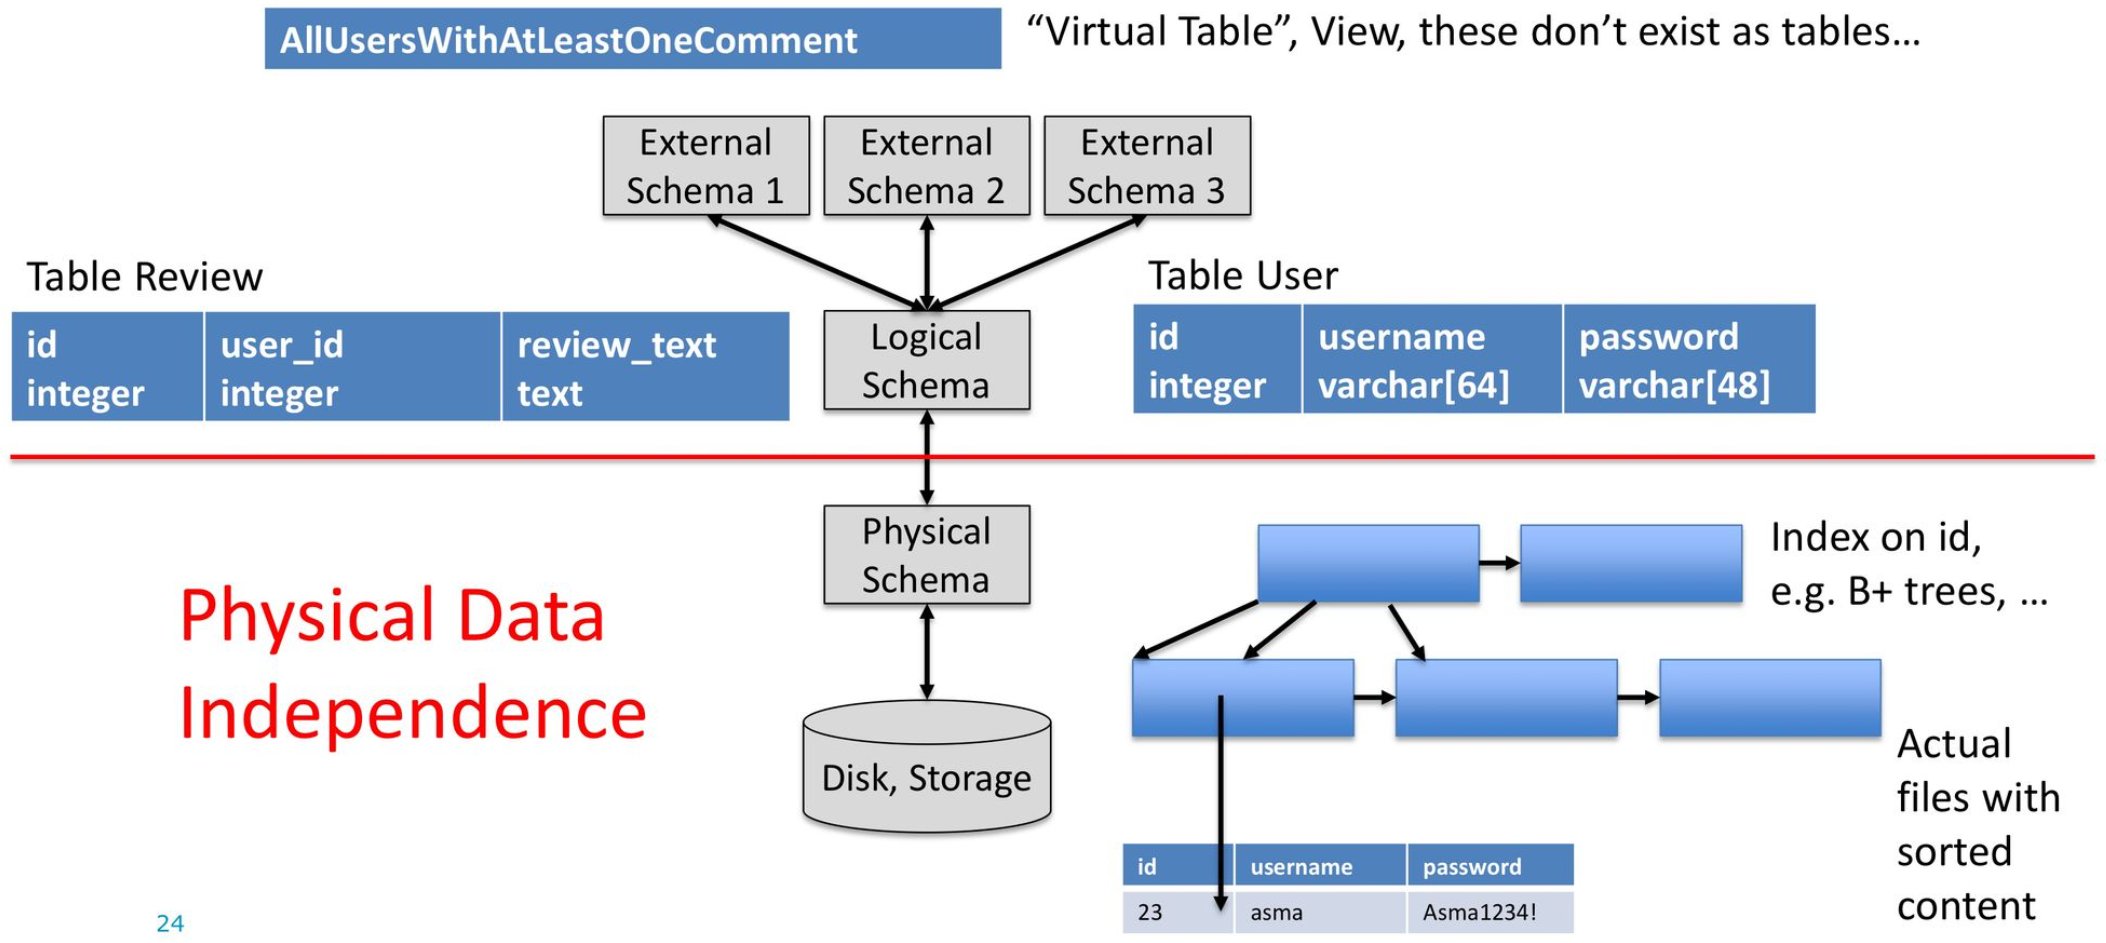 AllUsersWithAtLeastOneComment
“Virtual Table”, View, these don’t exist as tables…
External
Schema 1
External
Schema 2
External
Schema 3
Table Review
id
integer
user_id
integer
review_text
text
Logical
Schema
Table User
id
integer
username
varchar[64]
password
varchar[48]
Physical Data
Independence
Physical
Schema
Disk, Storage
Index on id,
e.g. B+ trees, …
Actual
files with
sorted
content
id username password
23 asma Asma1234!
24